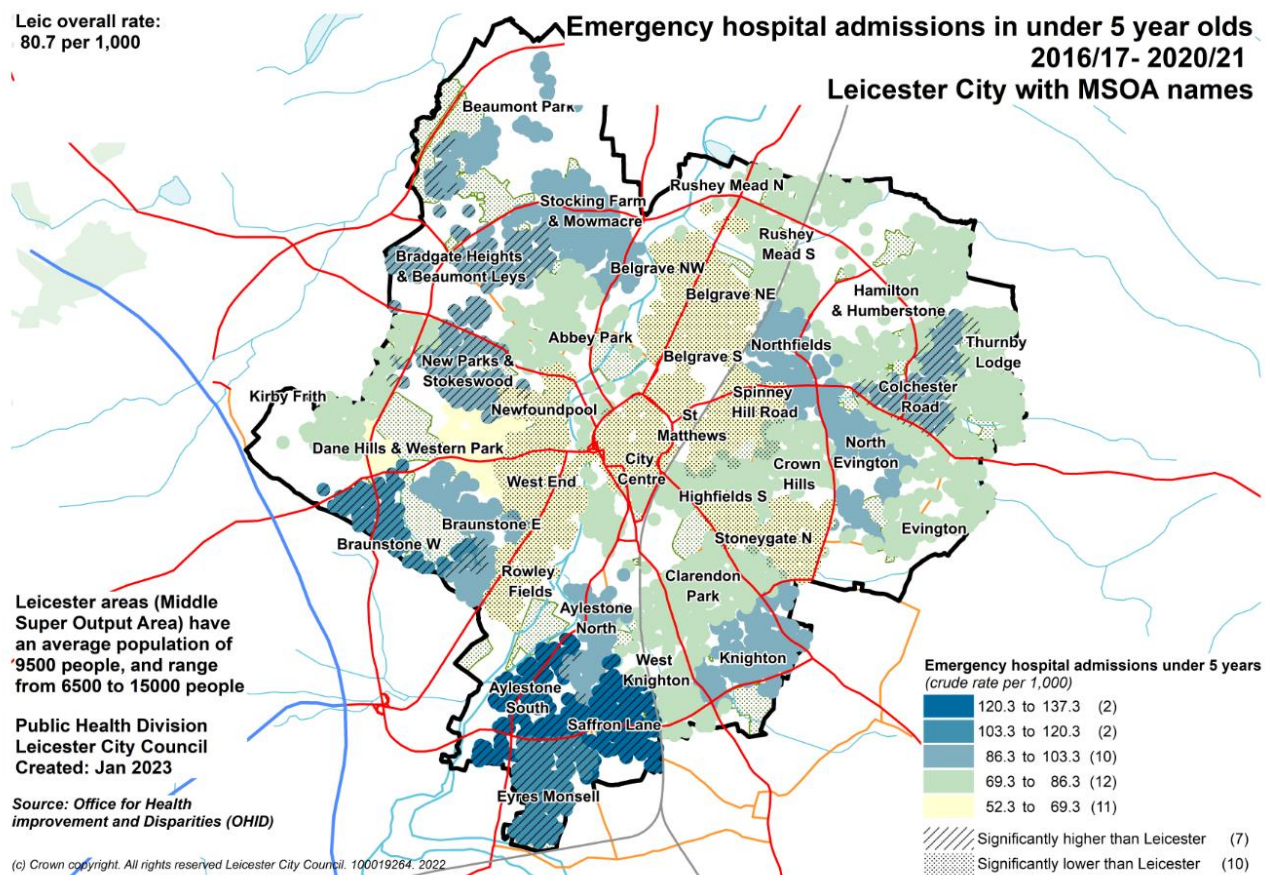 Leic overall rate:
80.7 per 1,000
Emergency hospital admissions in under 5 year olds
2016/17- 2020/21
Leicester City with MSOA names
Beaumont Park
Rushey Mead N
Stocking Farm
& Mowmacre
Rushey
Mead S
Bradgate Heights
& Beaumont Leys
Belgrave NW
Belgrave NE
Hamilton
& Humberstone
Abbey Park
Belgrave S
Northfields
Thurnby
Lodge
New Parks &
Stokeswood
Kirby Frith
Newfoundpool
Spinney
Hill Road
Colchester
Road
St
Matthews
Dane Hills & Western Park
North
Evington
City
Centre
Crown
Hills
West End
Highfields S
Braunstone E
Evington
Braunstone W
Stoneygate N
Rowley
Fields
Clarendon
Park
Aylestone
North
Knighton
West
Knighton
Aylestone
South
Saffron Lane
Eyres Monsell
Leicester areas (Middle
Super Output Area) have
an average population of
9500 people, and range
from 6500 to 15000 people
Public Health Division
Leicester City Council
Created: Jan 2023
Source: Office for Health
improvement and Disparities (OHID)
(c) Crown copyright. All rights reserved Leicester City Council. 100019264. 2022
Emergency hospital admissions under 5 years
(crude rate per 1,000)
120.3 to 137.3 (2)
103.3 to 120.3 (2)
86.3 to 103.3 (10)
69.3 to 86.3 (12)
52.3 to 69.3 (11)
Significantly higher than Leicester (7)
Significantly lower than Leicester (10)